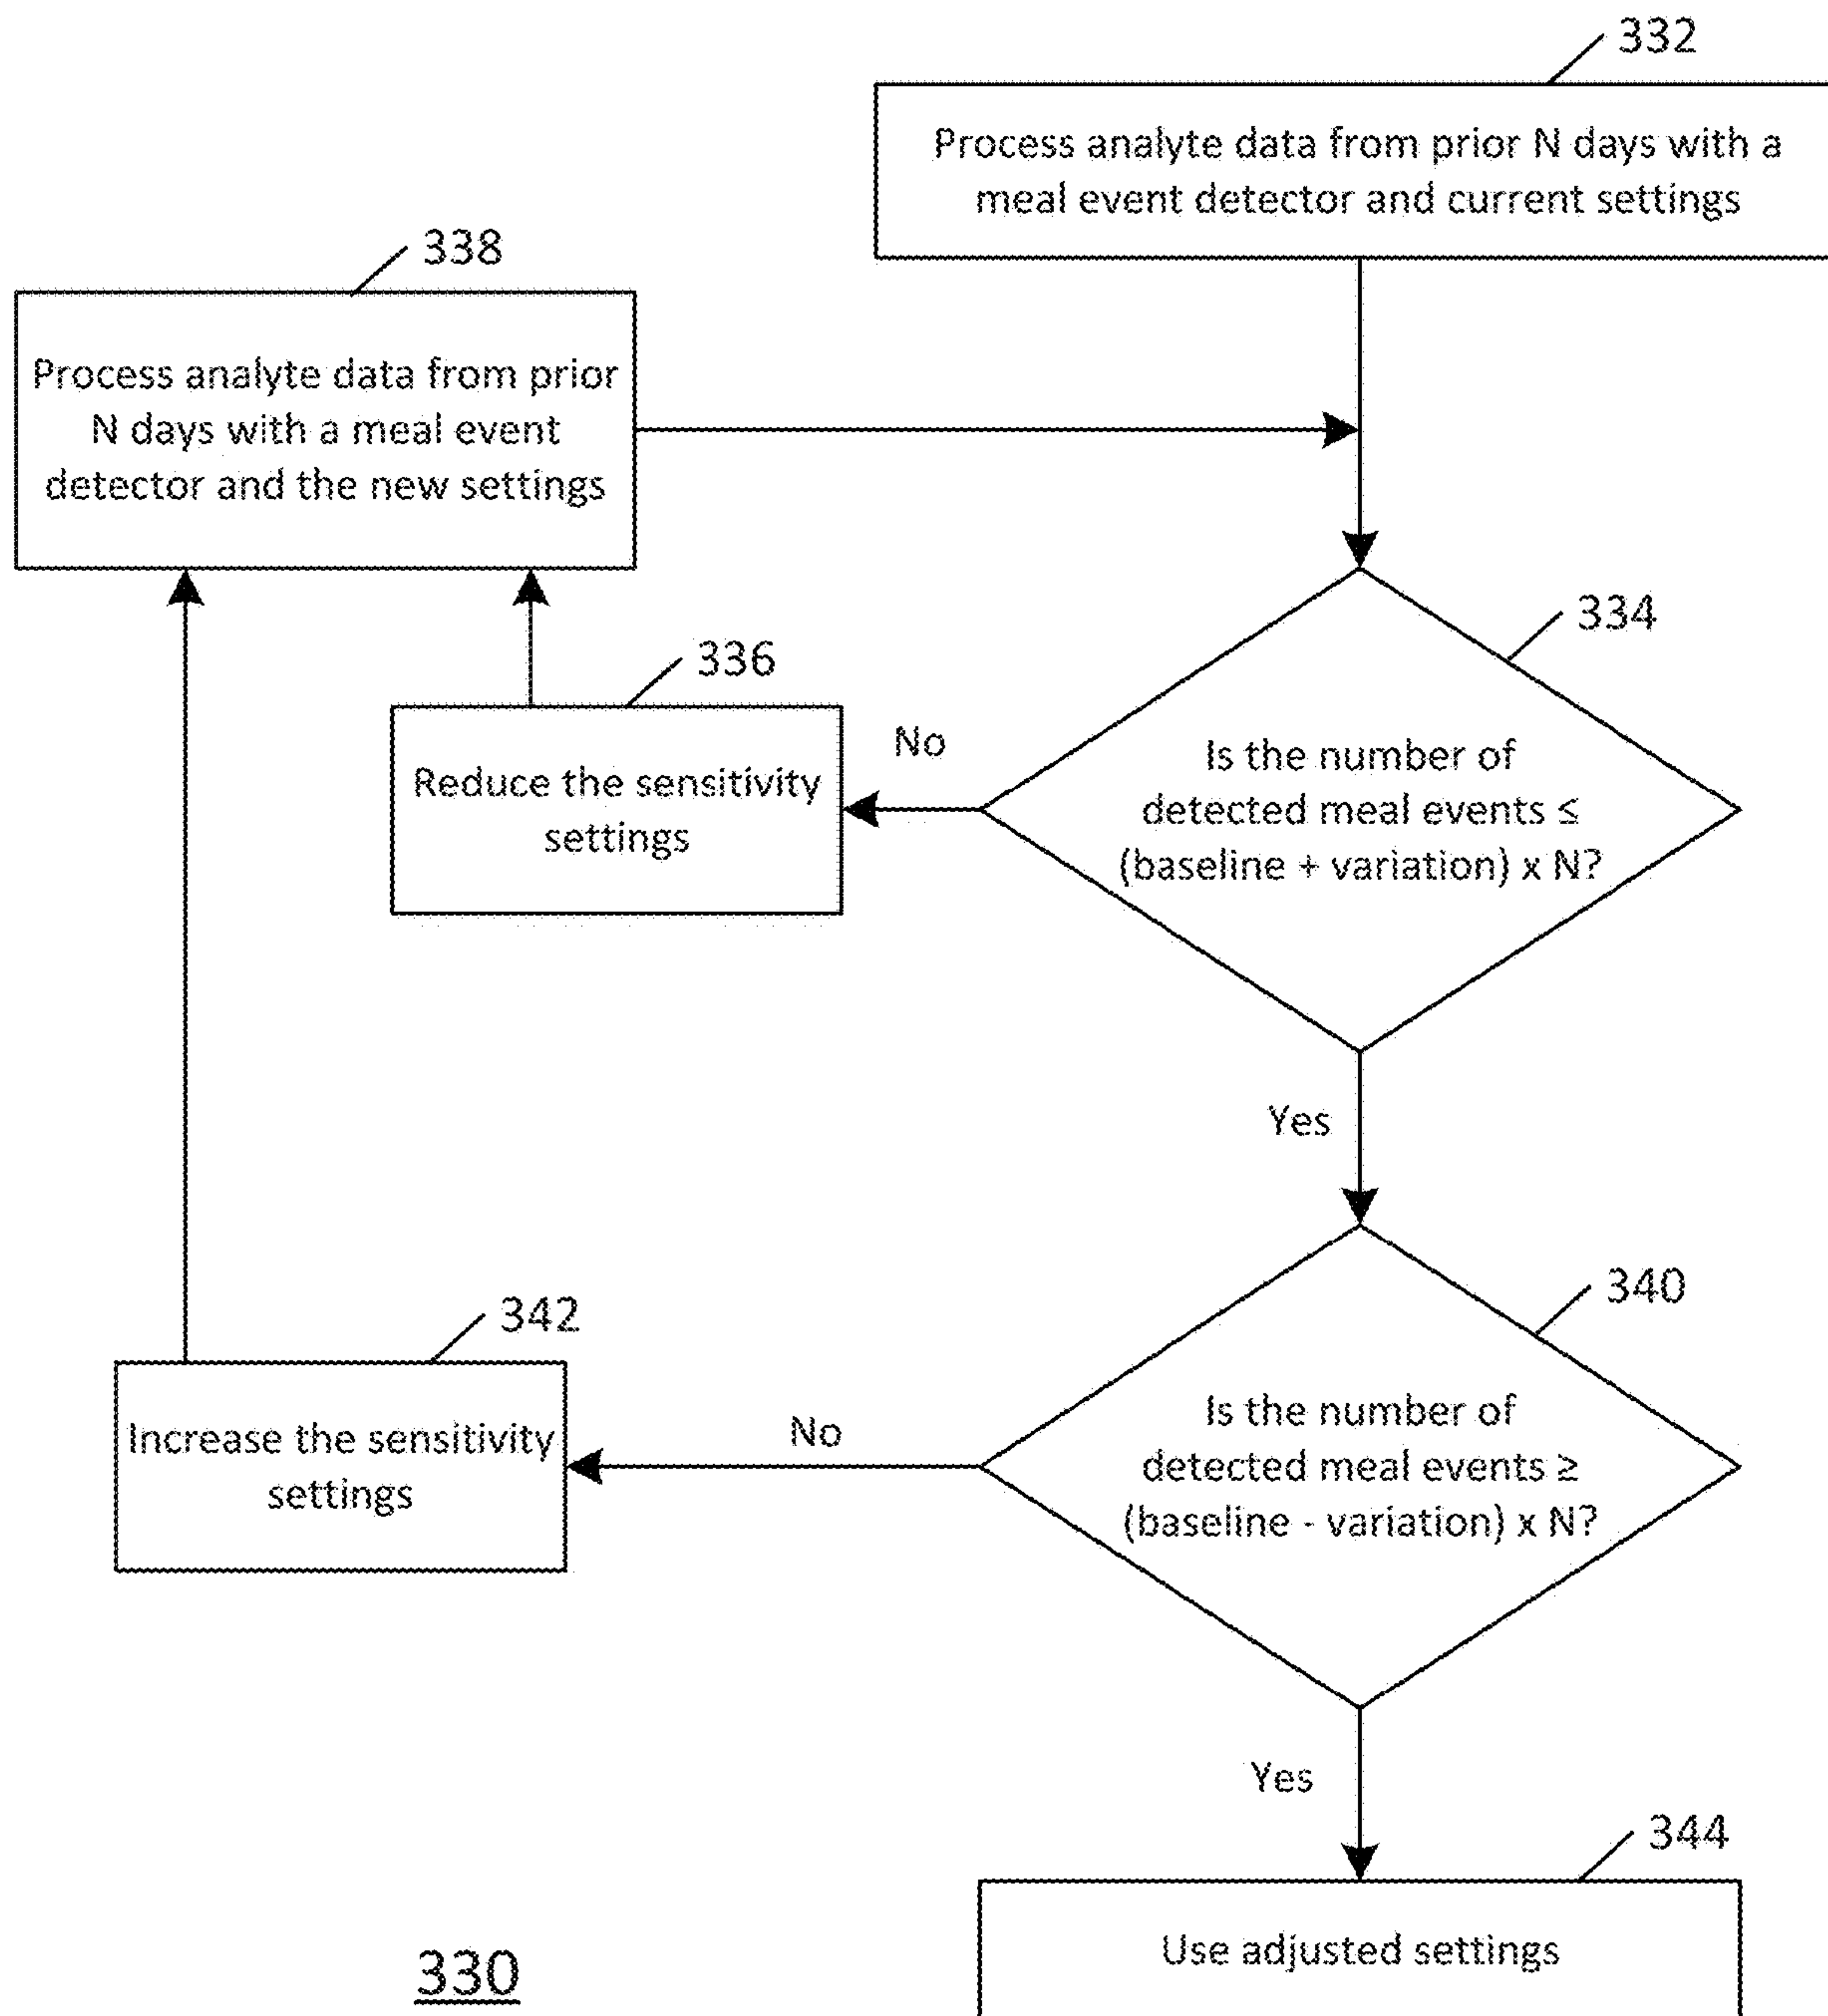 332
Process analyte data from prior N days with a
meal event detector and current settings
338
Process analyte data from prior
N days with a meal event
detector and the new settings
334
336
No
Is the number of
detected meal events ≤
(baseline + variation) x N?
Reduce the sensitivity
settings
Yes
340
342
Is the number of
detected meal events ≥
(baseline - variation) x N?
No
Increase the sensitivity
settings
Yes
344
Use adjusted settings
330